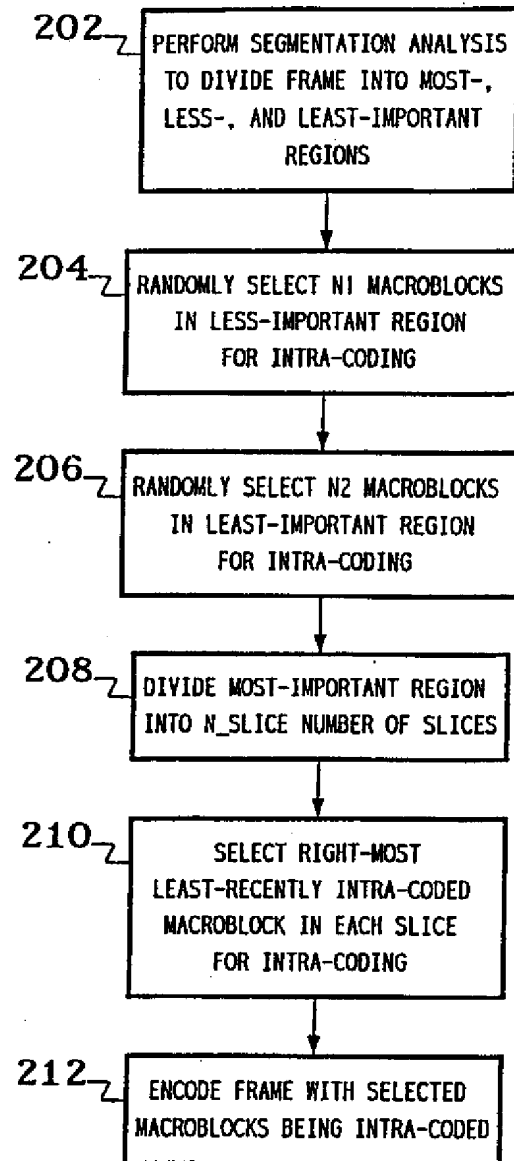 202
PERFORM SEGMENTATION ANALYSIS
TO DIVIDE FRAME INTO MOST-,
LESS-, AND LEAST-IMPORTANT
REGIONS
204
RANDOMLY SELECT N1 MACROBLOCKS
IN LESS-IMPORTANT REGION
FOR INTRA-CODING
206
RANDOMLY SELECT N2 MACROBLOCKS
IN LEAST-IMPORTANT REGION
FOR INTRA-CODING
208
DIVIDE MOST-IMPORTANT REGION
INTO N_SLICE NUMBER OF SLICES
210
SELECT RIGHT-MOST
LEAST-RECENTLY INTRA-CODED
MACROBLOCK IN EACH SLICE
FOR INTRA-CODING
212
ENCODE FRAME WITH SELECTED
MACROBLOCKS BEING INTRA-CODED